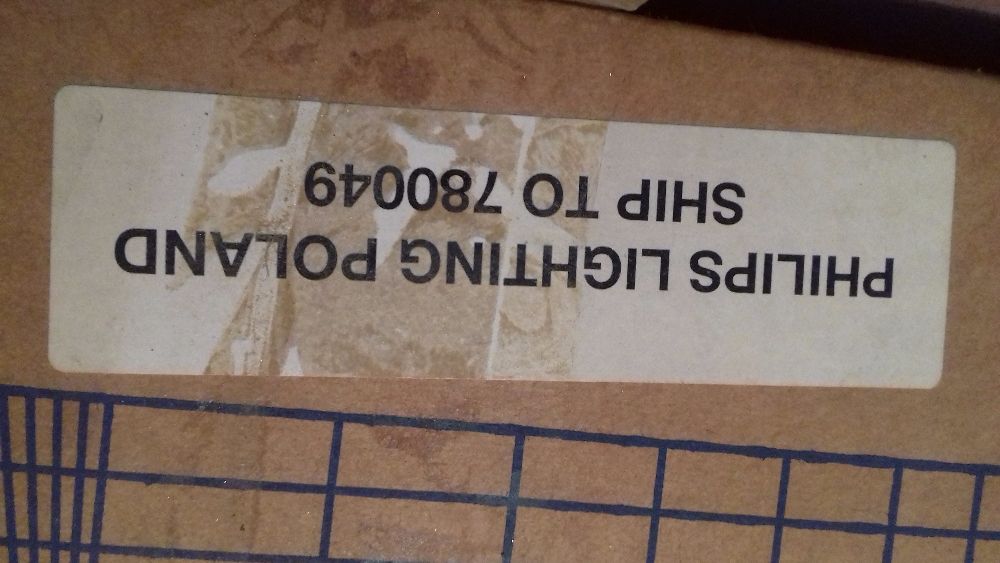 PHILIPS LIGHTING POLAND
SHIP TO 780049